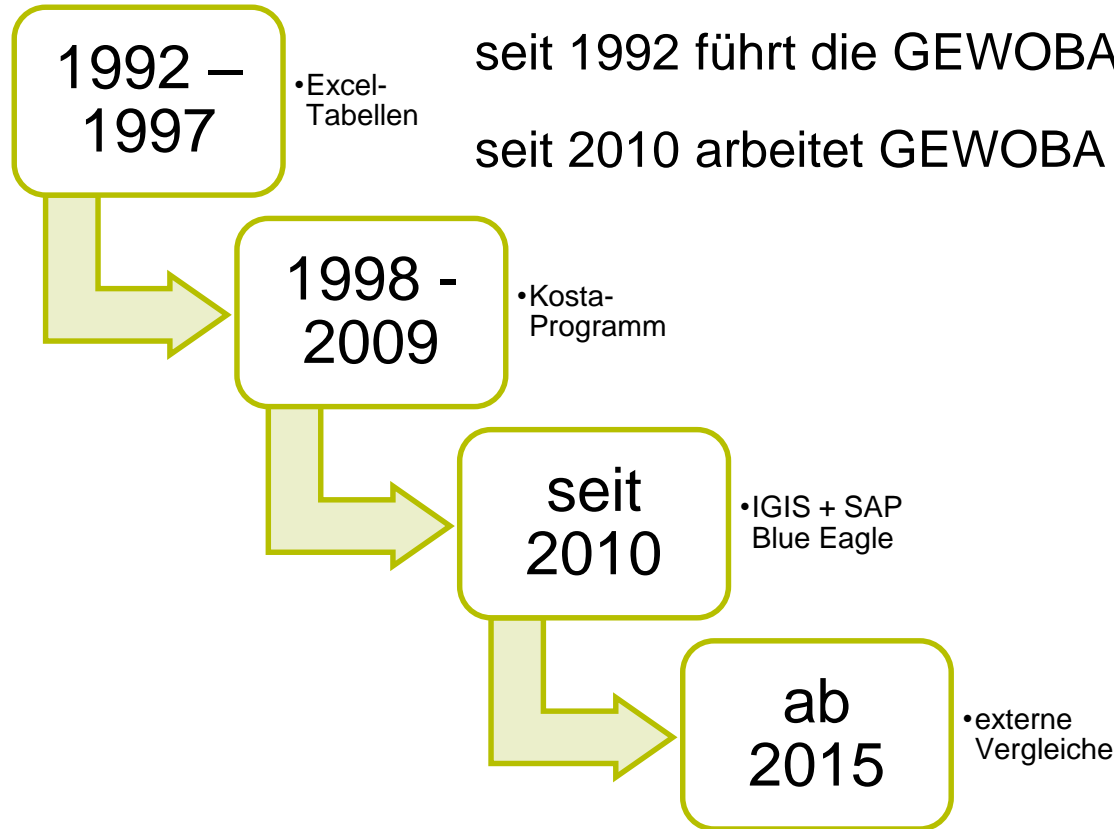 seit 1992 führt die GEWOBA
seit 2010 arbeitet GEWOBA
1992 –
1997
•Excel-
Tabellen
1998 -
2009
•Kosta-
Programm
seit
2010
•IGIS + SAP
Blue Eagle
ab
2015
•externe
Vergleiche